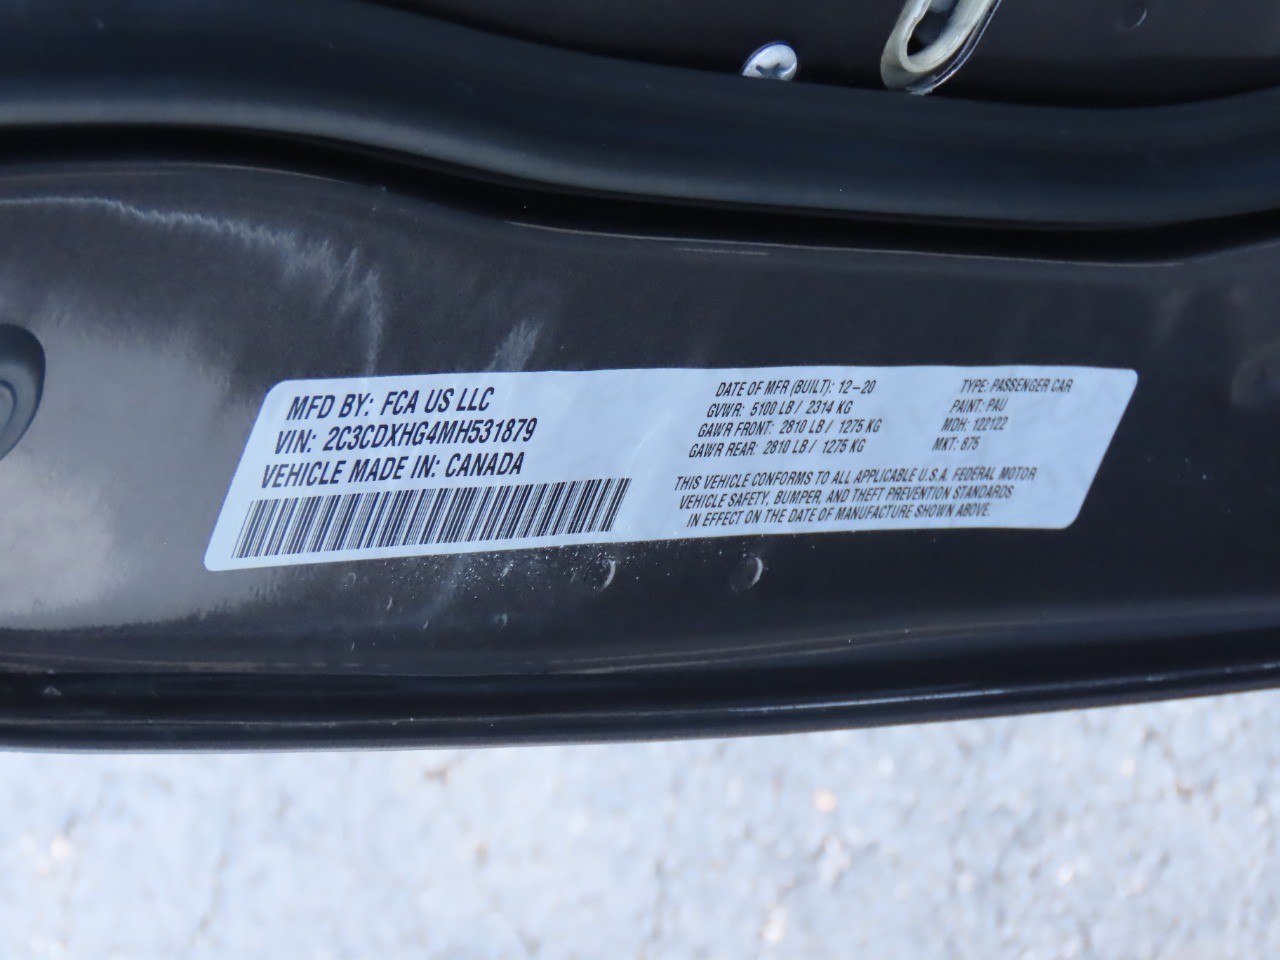 MFD BY: FCA US LLC
VIN: 2C3CDXHG4MH531879
VEHICLE MADE IN: CANADA
DATE OF MFR (BUILT): 12-20
GVWR: 5100 LB / 2314 KG
GAWR FRONT: 2810 LB / 1275 KG
GAWR REAR: 2810 LB / 1275 KG
TYPE: PASSENGER CAR
PAINT: PAU
MDH: 122122
MKT: 875
THIS VEHICLE CONFORMS TO ALL APPLICABLE U.S.A. FEDERAL MOTOR
VEHICLE SAFETY, BUMPER, AND THEFT PREVENTION STANDARDS
IN EFFECT ON THE DATE OF MANUFACTURE SHOWN ABOVE.